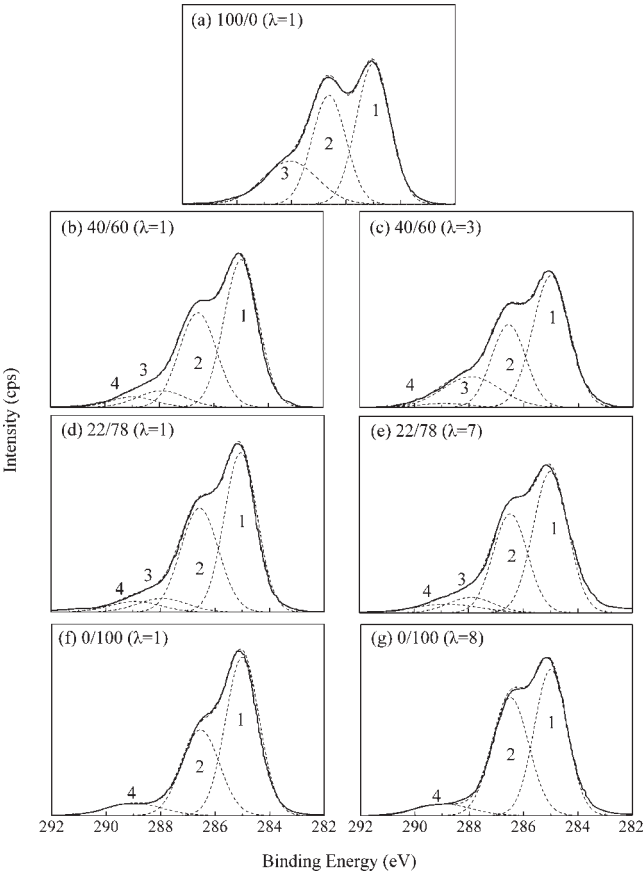 (a) 100/0 (λ=1)
1
2
3
(b) 40/60 (λ=1)
1
2
3
4
(c) 40/60 (λ=3)
1
2
3
4
Intensity (cps)
(d) 22/78 (λ=1)
1
2
3
4
(e) 22/78 (λ=7)
1
2
3
4
(f) 0/100 (λ=1)
1
2
4
(g) 0/100 (λ=8)
1
2
4
292 290 288 286 284 282
292 290 288 286 284 282
Binding Energy (eV)